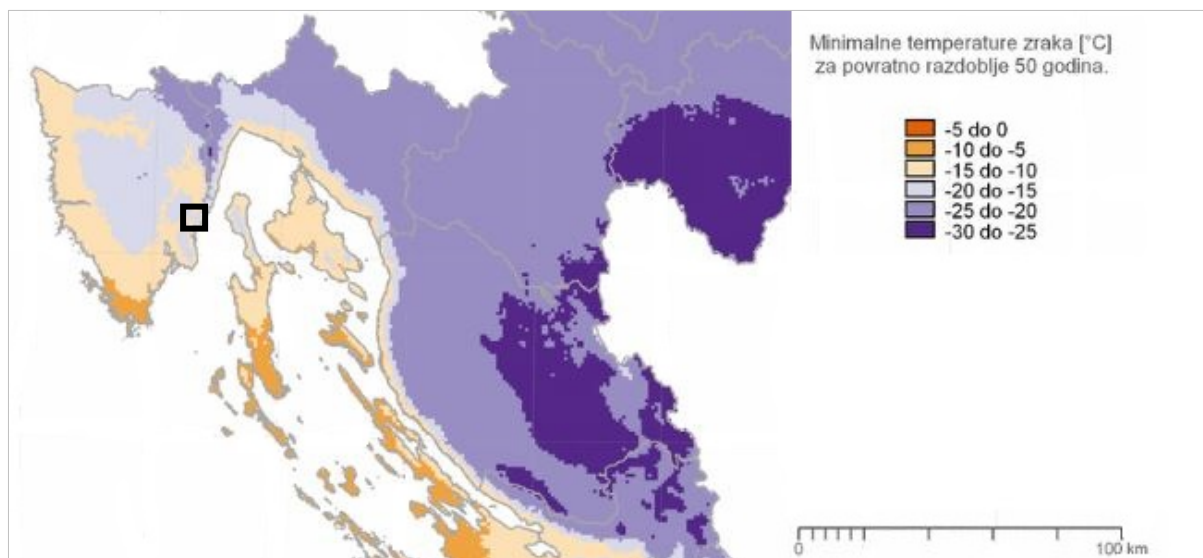 Minimalne temperature zraka [°C]
za povratno razdoblje 50 godina.
-5 do 0
-10 do -5
-15 do -10
-20 do -15
-25 do -20
-30 do -25
0 100 km